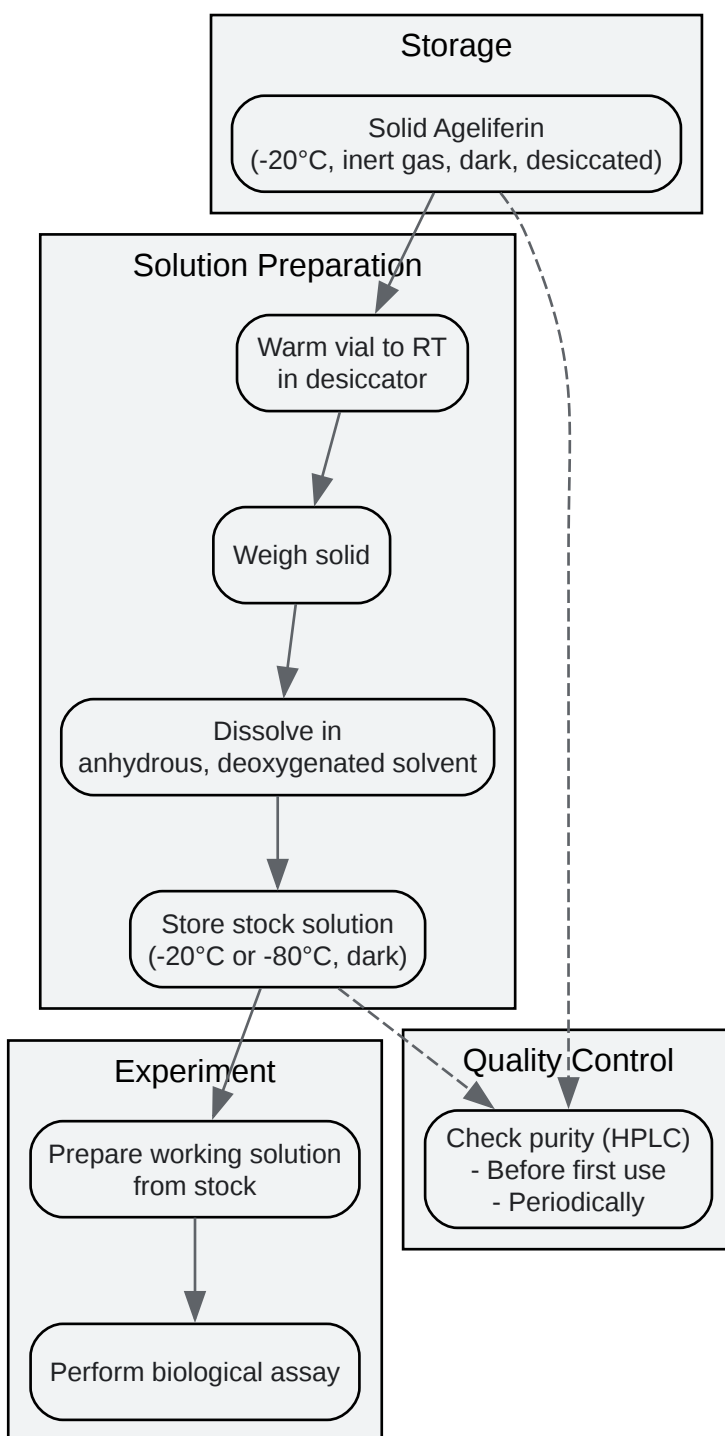 Storage
Solid Ageliferin
(-20°C, inert gas, dark, desiccated)
Solution Preparation
Warm vial to RT
in desiccator
Weigh solid
Dissolve in
anhydrous, deoxygenated solvent
Store stock solution
(-20°C or -80°C, dark)
Experiment
Prepare working solution
from stock
Perform biological assay
Quality Control
Check purity (HPLC)
- Before first use
- Periodically